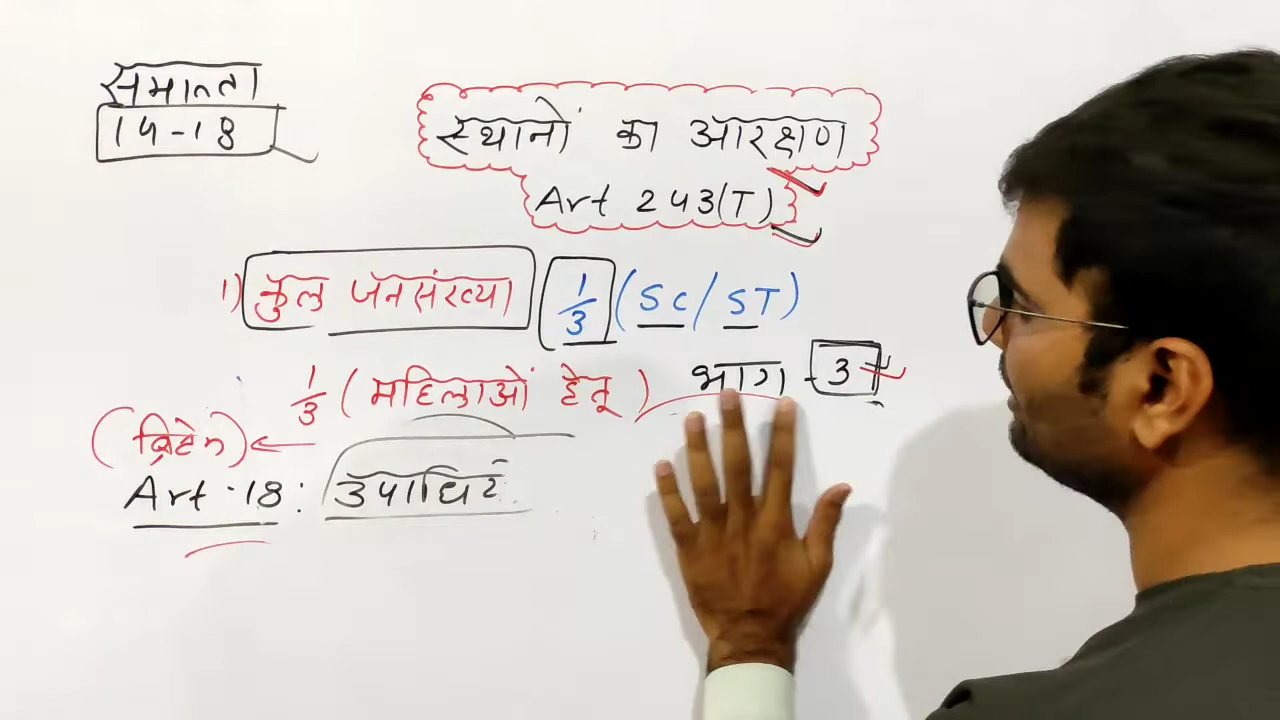 समानता
14-18
स्थानों का आरक्षण
Art 243(T)
1) कुल जनसंख्या 1/3 (SC/ST)
1/3 (महिलाओं हेतू) भाग - 3
(ब्रिटेन) ←
Art-18: